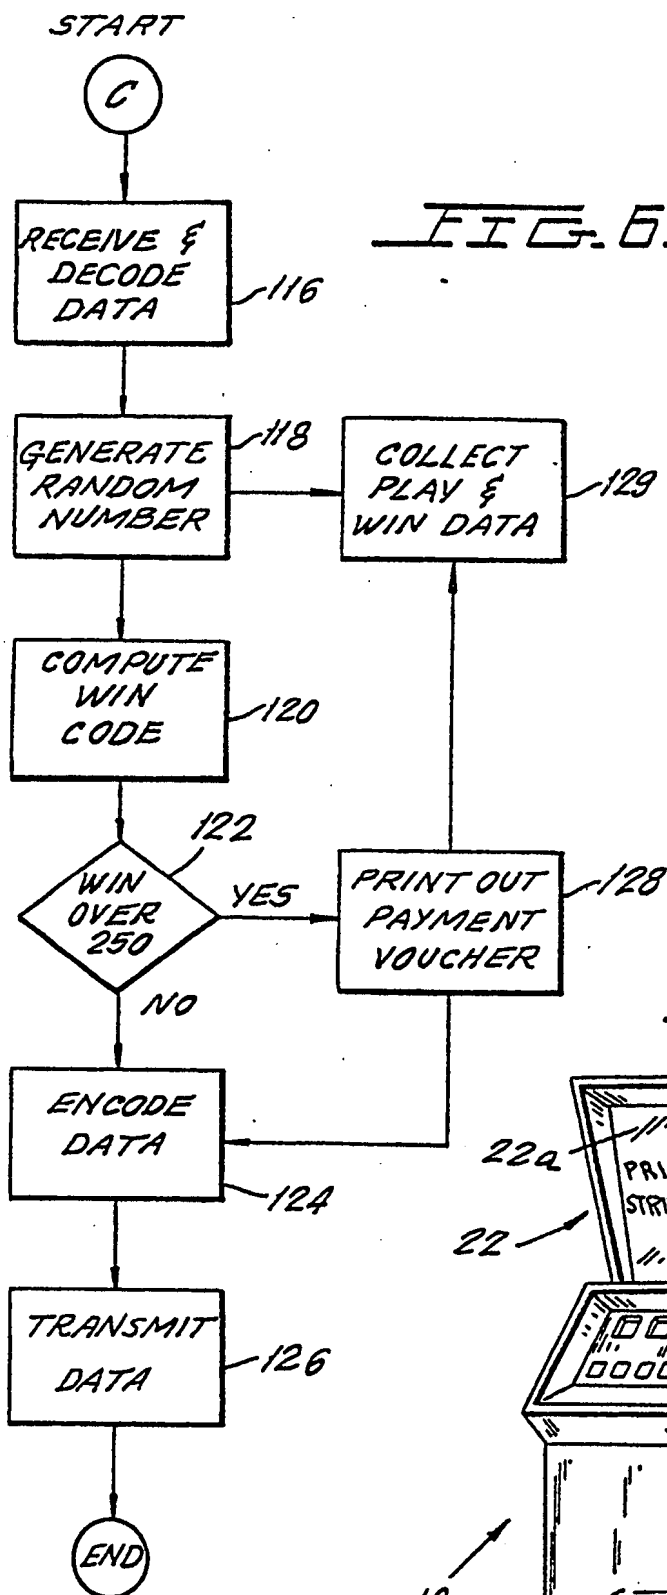 START
C
FIG. 6.
RECEIVE &
DECODE
DATA
116
GENERATE
RANDOM
NUMBER
118
COLLECT
PLAY &
WIN DATA
129
COMPUTE
WIN
CODE
120
122
WIN
OVER
250
YES
NO
PRINT OUT
PAYMENT
VOUCHER
128
ENCODE
DATA
124
22a
22
TRANSMIT
DATA
126
END